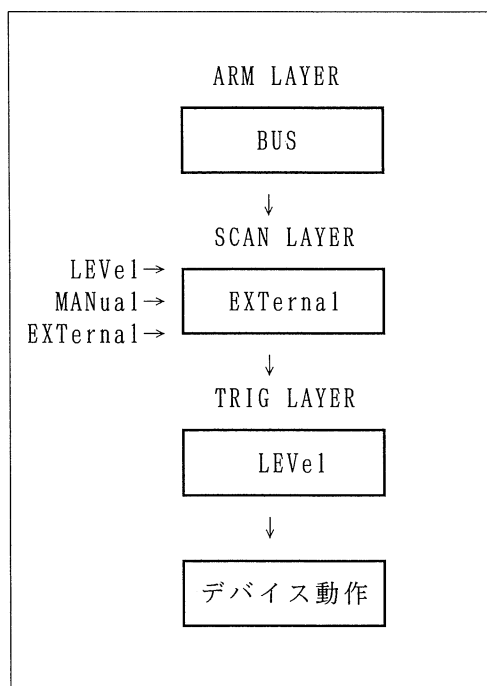 ARM LAYER
BUS
↓
SCAN LAYER
LEVel→
MANual→
EXTernal→
EXTernal
↓
TRIG LAYER
LEVel
↓
デバイス動作